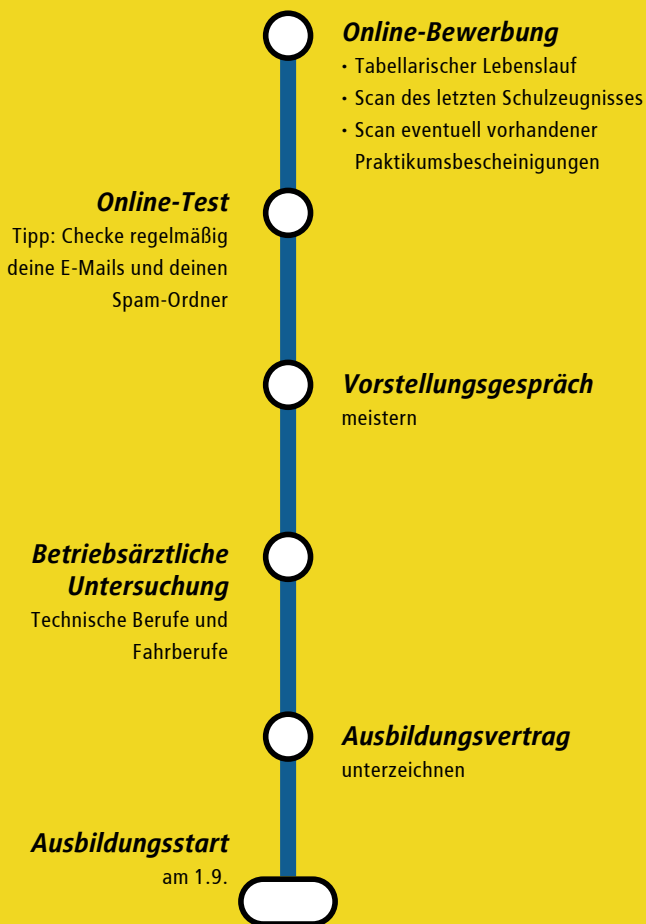 Online-Bewerbung
· Tabellarischer Lebenslauf
· Scan des letzten Schulzeugnisses
· Scan eventuell vorhandener
Praktikumsbescheinigungen
Online-Test
Tipp: Checke regelmäßig
deine E-Mails und deinen
Spam-Ordner
Vorstellungsgespräch
meistern
Betriebsärztliche
Untersuchung
Technische Berufe und
Fahrberufe
Ausbildungsvertrag
unterzeichnen
Ausbildungsstart
am 1.9.